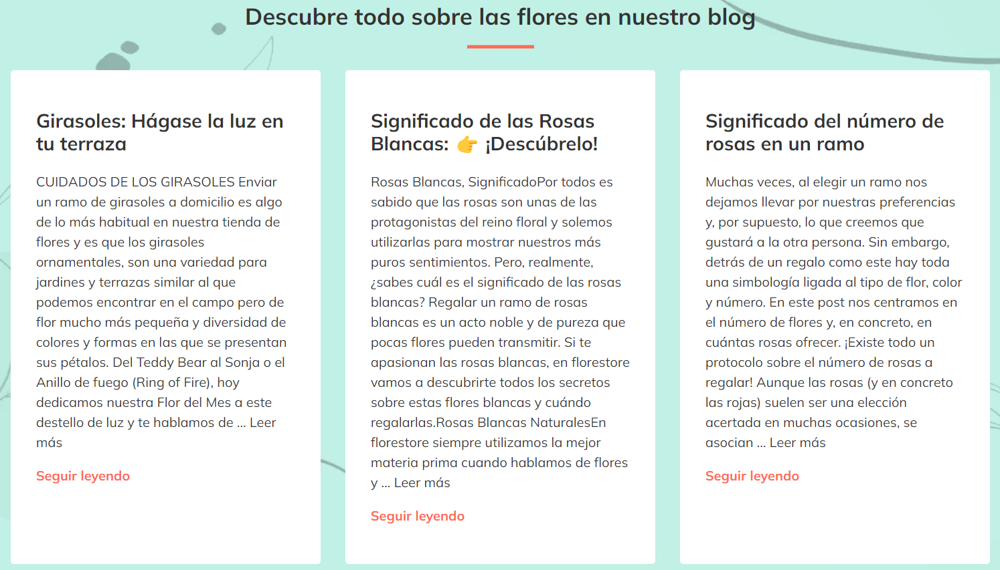 Descubre todo sobre las flores en nuestro blog
Girasoles: Hágase la luz en
tu terraza
CUIDADOS DE LOS GIRASOLES Enviar
un ramo de girasoles a domicilio es algo
de lo más habitual en nuestra tienda de
flores y es que los girasoles
ornamentales, son una variedad para
jardines y terrazas similar al que
podemos encontrar en el campo pero de
flor mucho más pequeña y diversidad de
colores y formas en las que se presentan
sus pétalos. Del Teddy Bear al Sonja o el
Anillo de fuego (Ring of Fire), hoy
dedicamos nuestra Flor del Mes a este
destello de luz y te hablamos de ... Leer
más
Seguir leyendo
Significado de las Rosas
Blancas: 👉 ¡Descúbrelo!
Rosas Blancas, SignificadoPor todos es
sabido que las rosas son unas de las
protagonistas del reino floral y solemos
utilizarlas para mostrar nuestros más
puros sentimientos. Pero, realmente,
¿sabes cuál es el significado de las rosas
blancas? Regalar un ramo de rosas
blancas es un acto noble y de pureza que
pocas flores pueden transmitir. Si te
apasionan las rosas blancas, en florestore
vamos a descubrirte todos los secretos
sobre estas flores blancas y cuándo
regalarlas.Rosas Blancas NaturalesEn
florestore siempre utilizamos la mejor
materia prima cuando hablamos de flores
y ... Leer más
Seguir leyendo
Significado del número de
rosas en un ramo
Muchas veces, al elegir un ramo nos
dejamos llevar por nuestras preferencias
y, por supuesto, lo que creemos que
gustará a la otra persona. Sin embargo,
detrás de un regalo como este hay toda
una simbología ligada al tipo de flor, color
y número. En este post nos centramos en
el número de flores y, en concreto, en
cuántas rosas ofrecer. ¡Existe todo un
protocolo sobre el número de rosas a
regalar! Aunque las rosas (y en concreto
las rojas) suelen ser una elección
acertada en muchas ocasiones, se
asocian ... Leer más
Seguir leyendo